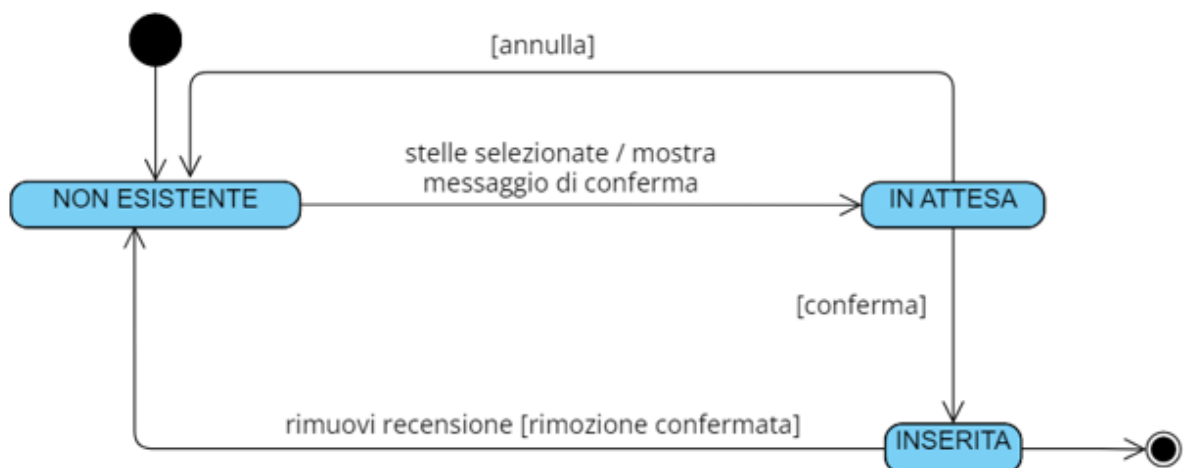 [annulla]
stelle selezionate / mostra
messaggio di conferma
NON ESISTENTE
IN ATTESA
[conferma]
rimuovi recensione [rimozione confermata]
INSERITA